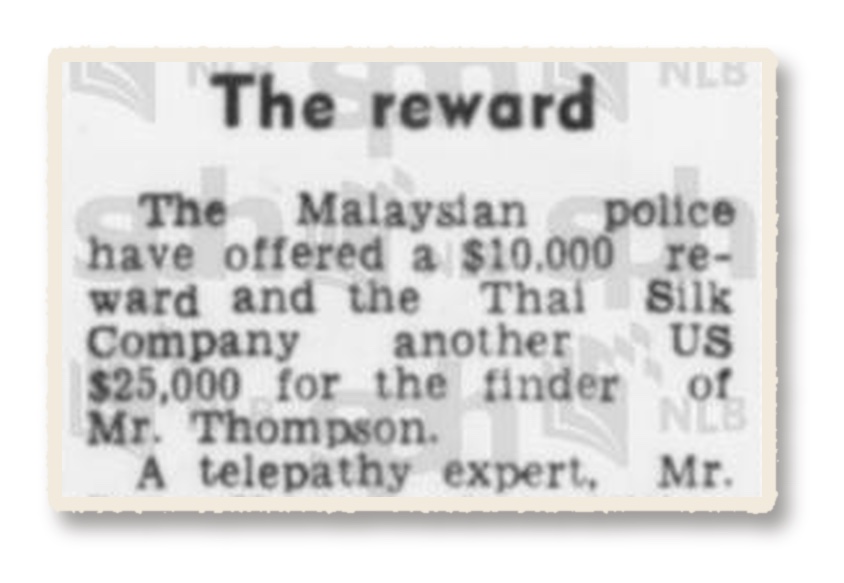 The reward
The Malaysian police
have offered a $10,000 re-
ward and the Thai Silk
Company another US
$25,000 for the finder of
Mr. Thompson.
A telepathy expert, Mr.